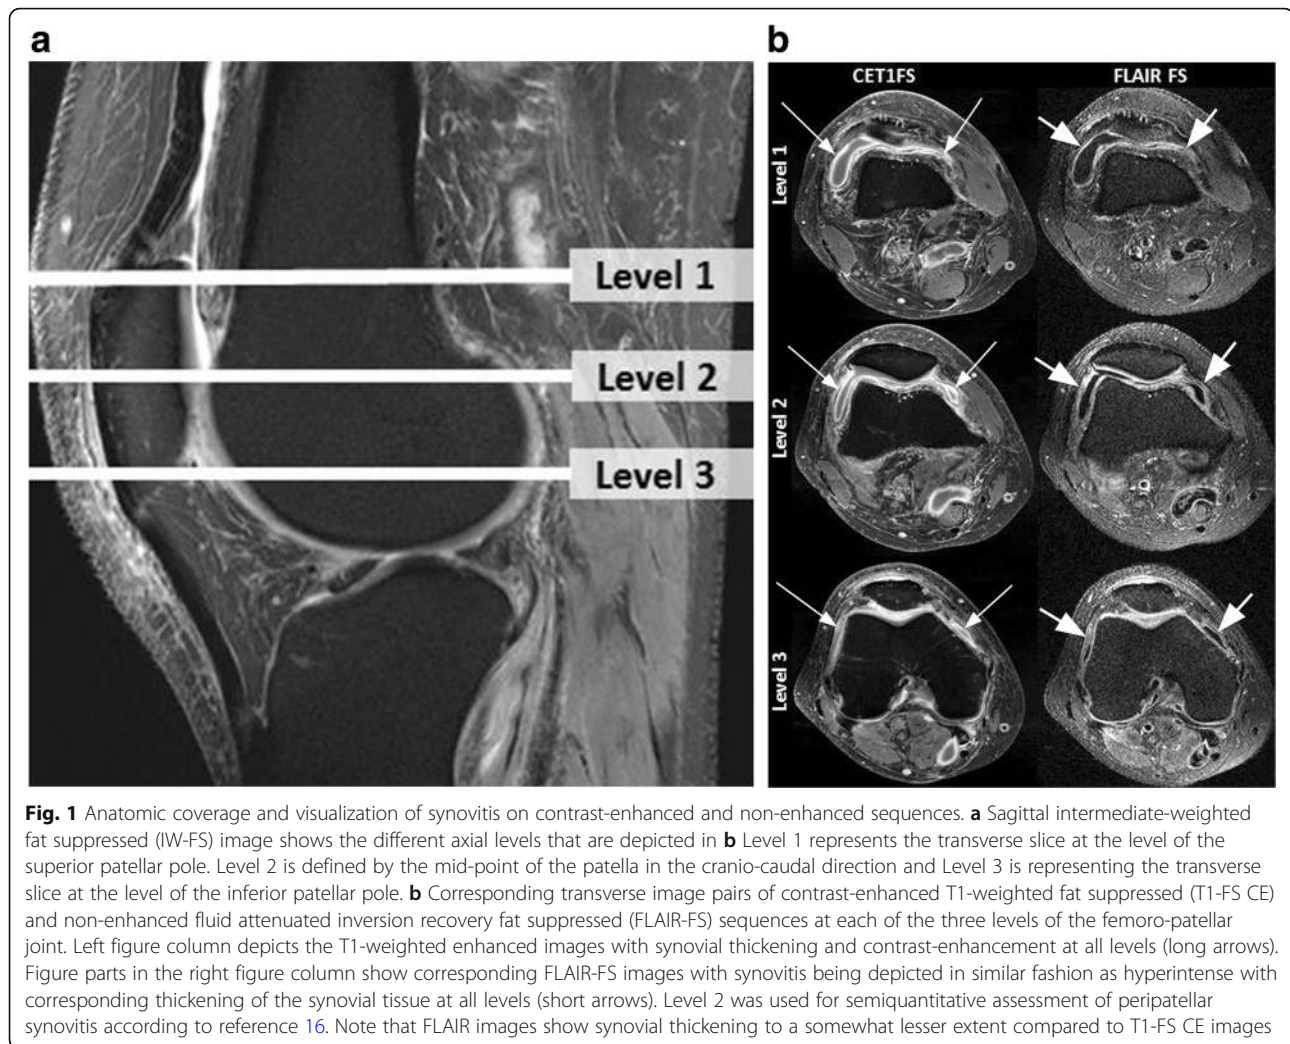 a
b
CET1FS
FLAIR FS
Level 1
Level 1
Level 2
Level 2
Level 3
Level 3
Fig. 1 Anatomic coverage and visualization of synovitis on contrast-enhanced and non-enhanced sequences. a Sagittal intermediate-weighted
fat suppressed (IW-FS) image shows the different axial levels that are depicted in b Level 1 represents the transverse slice at the level of the
superior patellar pole. Level 2 is defined by the mid-point of the patella in the cranio-caudal direction and Level 3 is representing the transverse
slice at the level of the inferior patellar pole. b Corresponding transverse image pairs of contrast-enhanced T1-weighted fat suppressed (T1-FS CE)
and non-enhanced fluid attenuated inversion recovery fat suppressed (FLAIR-FS) sequences at each of the three levels of the femoro-patellar
joint. Left figure column depicts the T1-weighted enhanced images with synovial thickening and contrast-enhancement at all levels (long arrows).
Figure parts in the right figure column show corresponding FLAIR-FS images with synovitis being depicted in similar fashion as hyperintense with
corresponding thickening of the synovial tissue at all levels (short arrows). Level 2 was used for semiquantitative assessment of peripatellar
synovitis according to reference 16. Note that FLAIR images show synovial thickening to a somewhat lesser extent compared to T1-FS CE images